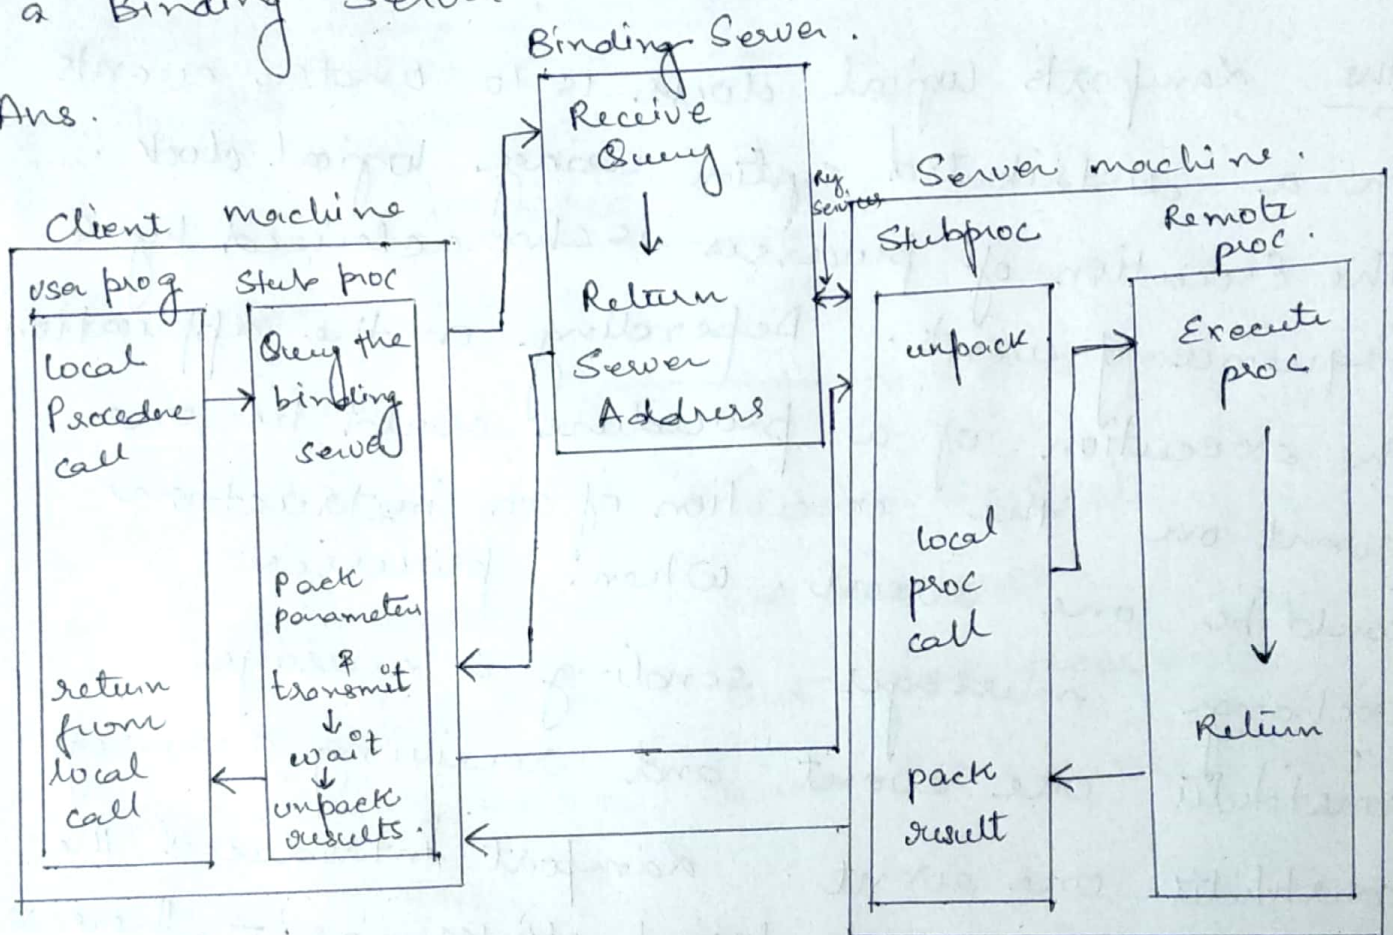 a Binding Server.
Ans.
Binding Server.
Receive
Query
Return
Server
Address
Client machine
User prog
Local
Procedure
call
return
from
local
call
Stub proc
Query the
binding
server
Pack
parameters
&
transmit
wait
unpack
results.
Reg.
Services
Server machine.
Stubproc
unpack
local
proc
call
pack
result
Remote
proc.
Execute
proc
Return